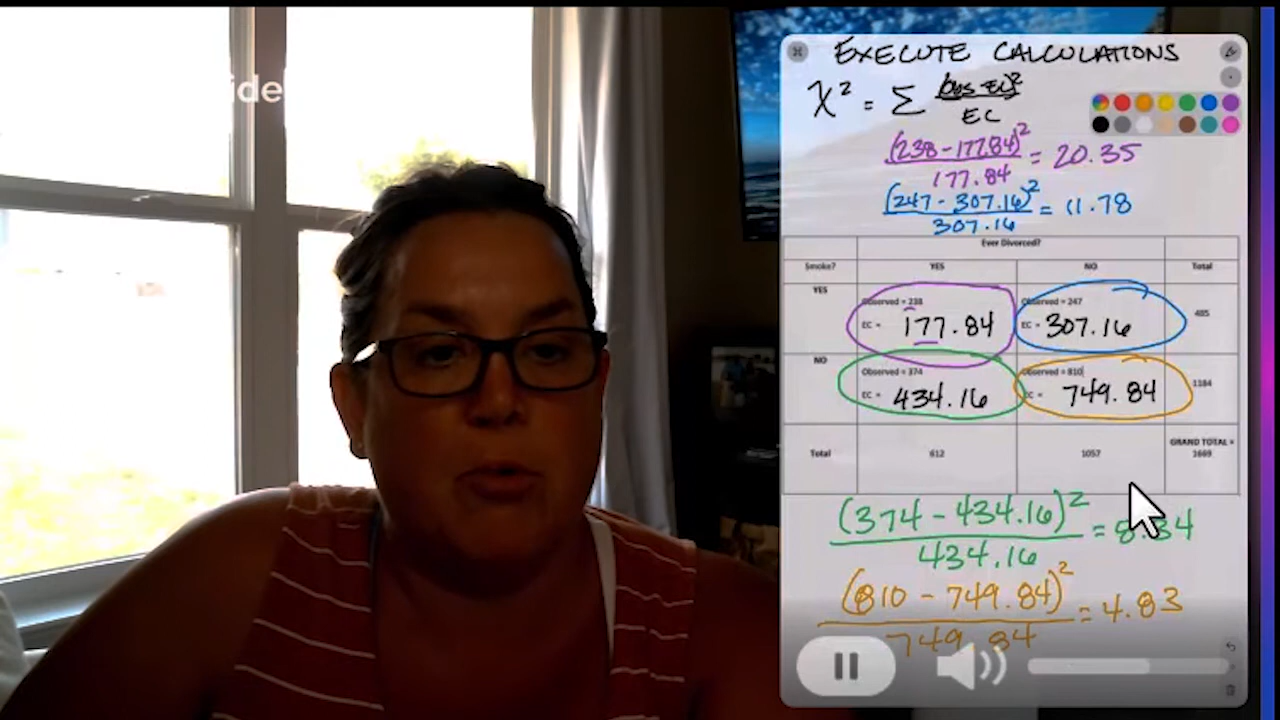 ide
EXECUTE CALCULATIONS
χ² = Σ (Obs - EC)²
EC
(238 - 177.84)²
= 20.35
177.84
(247 - 307.16)²
= 11.78
307.16
Ever Divorced?
Smoke? YES NO Total
YES
Observed = 238 Observed = 247
485
EC = 177.84 EC = 307.16
NO
Observed = 374 Observed = 810
1184
EC = 434.16 EC = 749.84
GRAND TOTAL =
Total 612 1057 1669
(374 - 434.16)²
= 8.34
434.16
(810 - 749.84)²
= 4.83
749.84